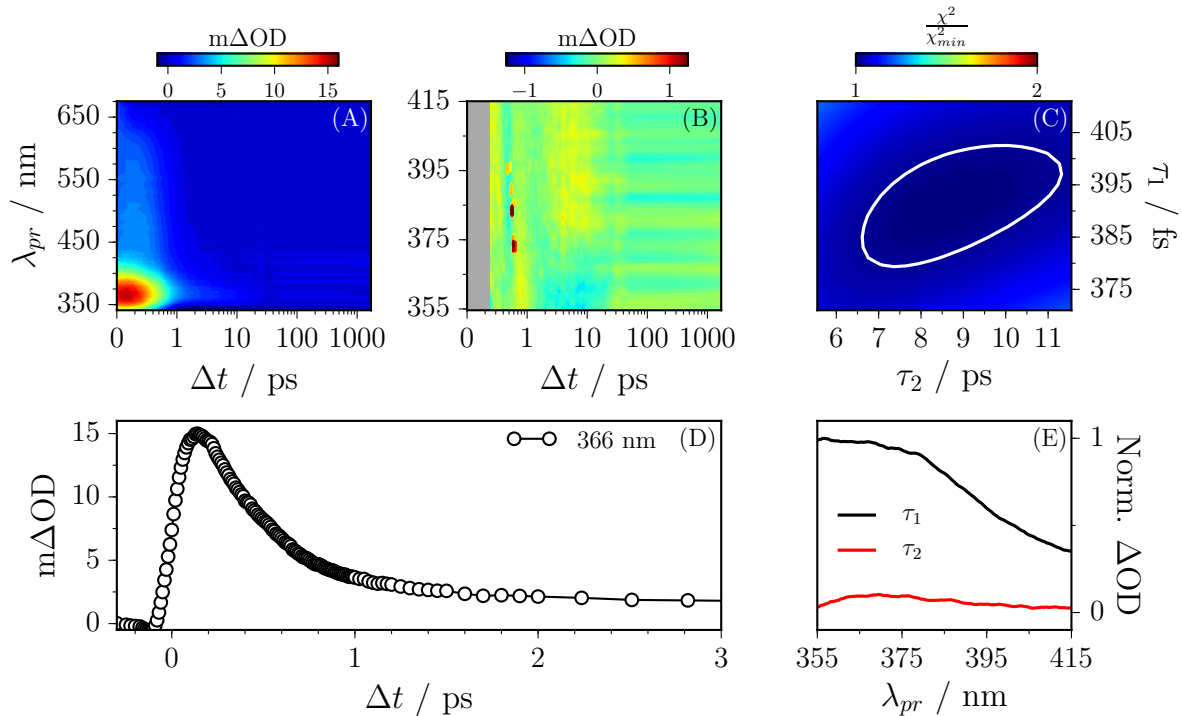 mΔOD
0 5 10 15
mΔOD
−1 0 1
χ²/χ²min
1 2
(A)
650
550
450
350
λpr / nm
0 1 10 100 1000
Δt / ps
(B)
415
395
375
355
0 1 10 100 1000
Δt / ps
(C)
405
395
385
375
τ1 / fs
6 7 8 9 10 11
τ2 / ps
366 nm (D)
15
10
5
0
mΔOD
0 1 2 3
Δt / ps
(E)
τ1
τ2
1
0
Norm. ΔOD
355 375 395 415
λpr / nm